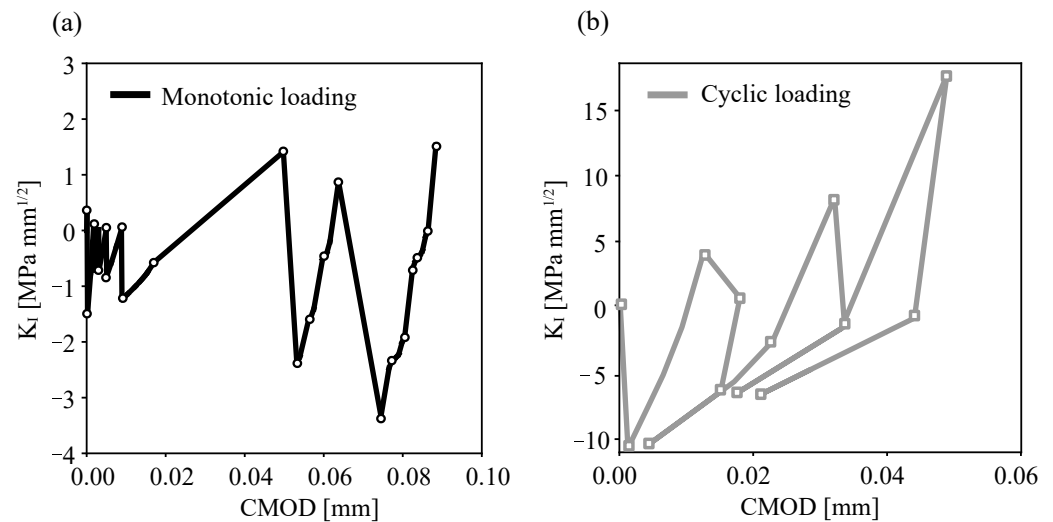 (a)
3
2
1
0
−1
−2
−3
−4
K_I [MPa mm^1/2]
Monotonic loading
0.00 0.02 0.04 0.06 0.08 0.10
CMOD [mm]
(b)
15
10
5
0
−5
−10
K_I [MPa mm^1/2]
Cyclic loading
0.00 0.02 0.04 0.06
CMOD [mm]